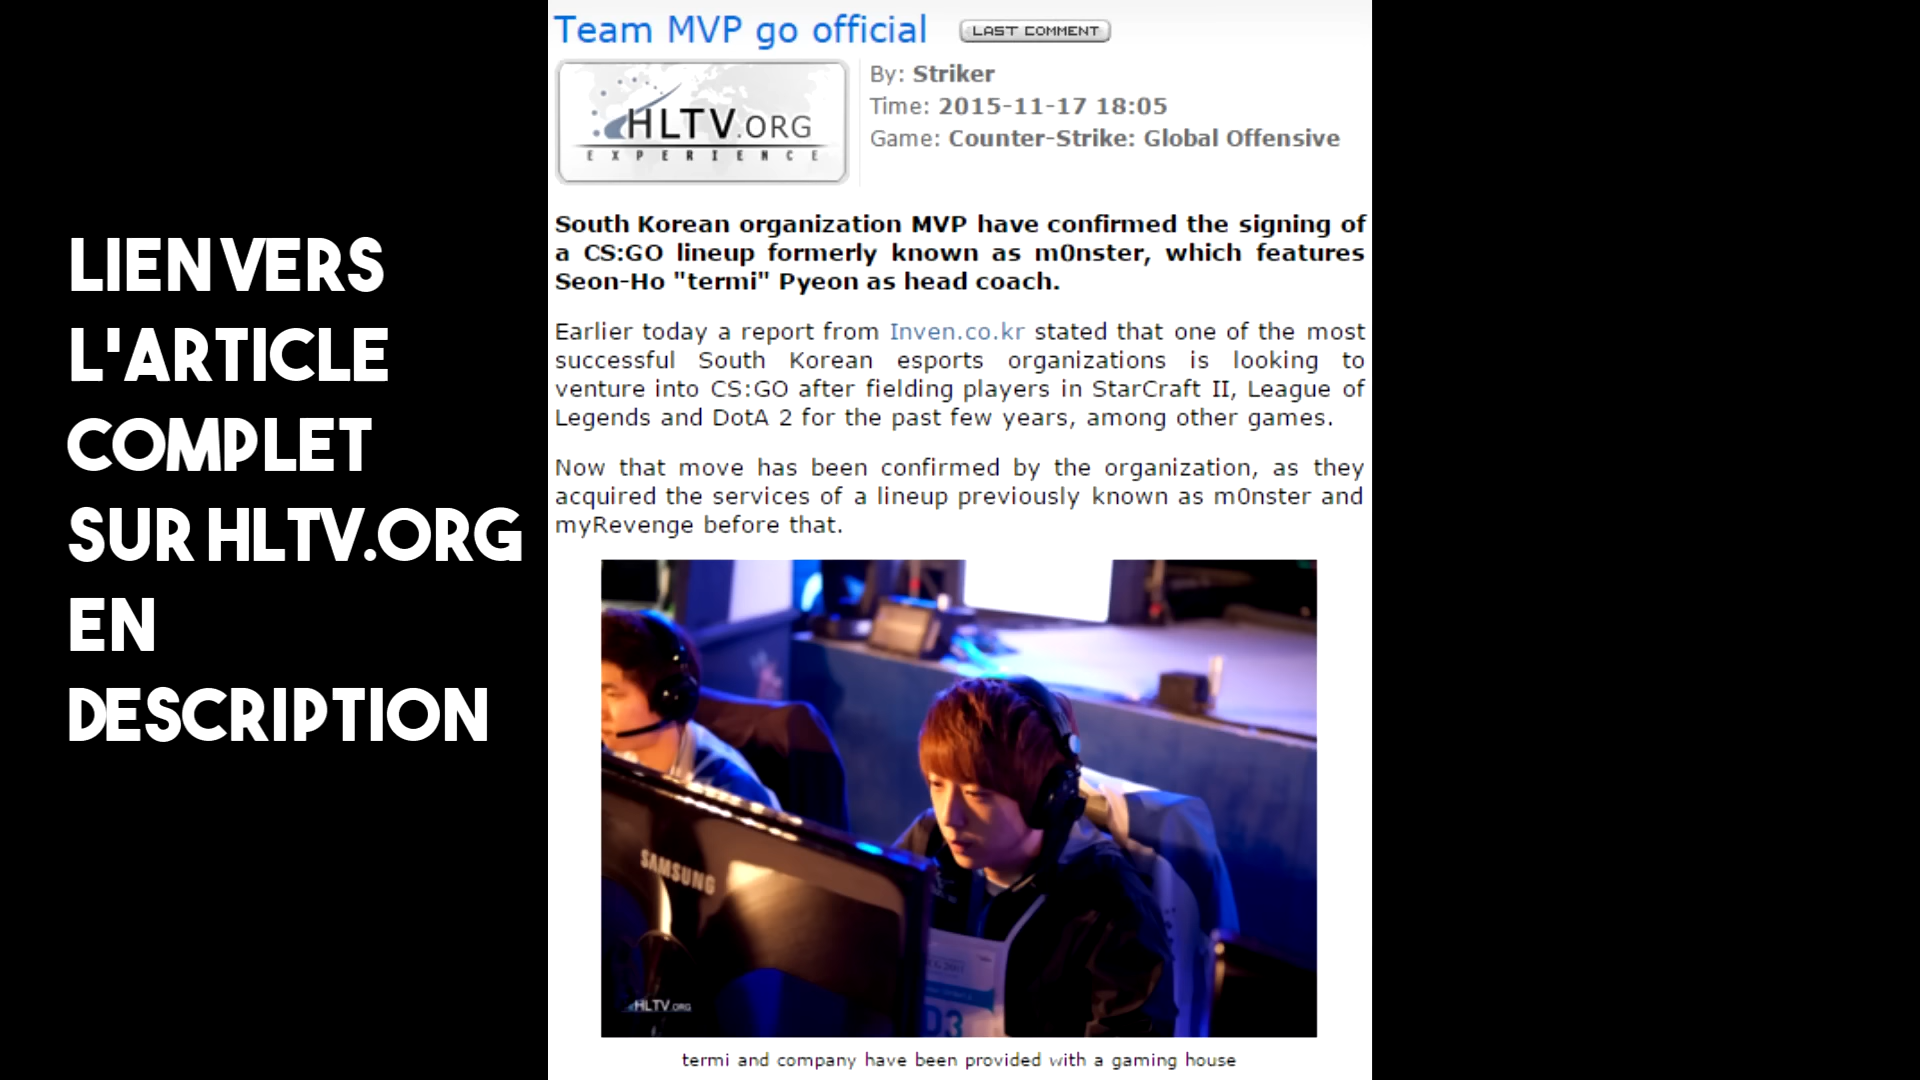 LIEN VERS
L'ARTICLE
COMPLET
SUR HLTV.ORG
EN
DESCRIPTION
Team MVP go official
LAST COMMENT
HLTV.ORG
EXPERIENCE
By: Striker
Time: 2015-11-17 18:05
Game: Counter-Strike: Global Offensive
South Korean organization MVP have confirmed the signing of
a CS:GO lineup formerly known as m0nster, which features
Seon-Ho "termi" Pyeon as head coach.
Earlier today a report from Inven.co.kr stated that one of the most
successful South Korean esports organizations is looking to
venture into CS:GO after fielding players in StarCraft II, League of
Legends and DotA 2 for the past few years, among other games.
Now that move has been confirmed by the organization, as they
acquired the services of a lineup previously known as m0nster and
myRevenge before that.
SAMSUNG
D3
HLTV.ORG
termi and company have been provided with a gaming house